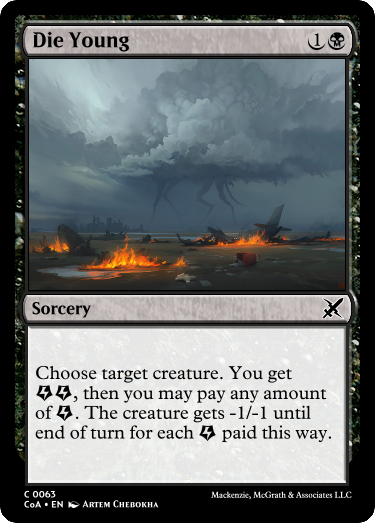 Die Young 1
Sorcery
Choose target creature. You get
, then you may pay any amount
of . The creature gets -1/-1 until
end of turn for each paid this way.
C 0063
CoA • EN Artem Chebokha
Mackenzie, McGrath & Associates LLC